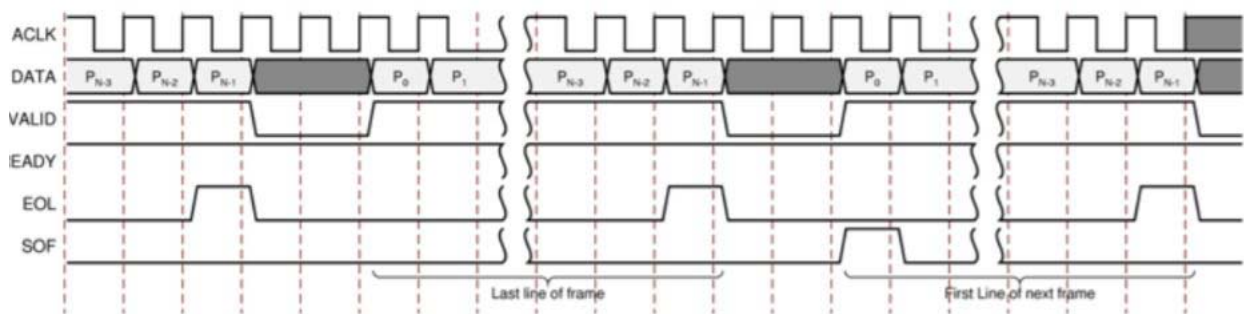 ACLK
DATA P_N-3 P_N-2 P_N-1 P_0 P_1 P_N-3 P_N-2 P_N-1 P_0 P_1 P_N-3 P_N-2 P_N-1
VALID
EADY
EOL
SOF
Last line of frame First Line of next frame